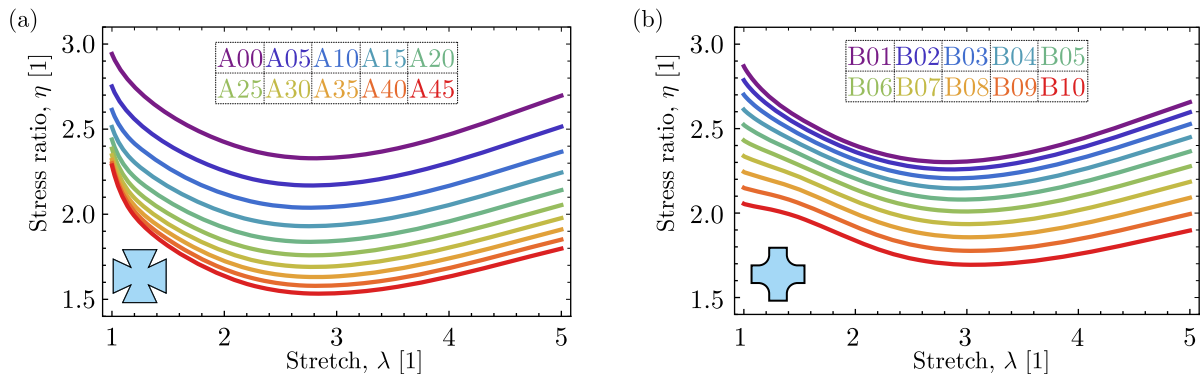 (a)
3.0
2.5
2.0
1.5
Stress ratio, η [1]
A00 A05 A10 A15 A20
A25 A30 A35 A40 A45
1 2 3 4 5
Stretch, λ [1]
(b)
3.0
2.5
2.0
1.5
Stress ratio, η [1]
B01 B02 B03 B04 B05
B06 B07 B08 B09 B10
1 2 3 4 5
Stretch, λ [1]